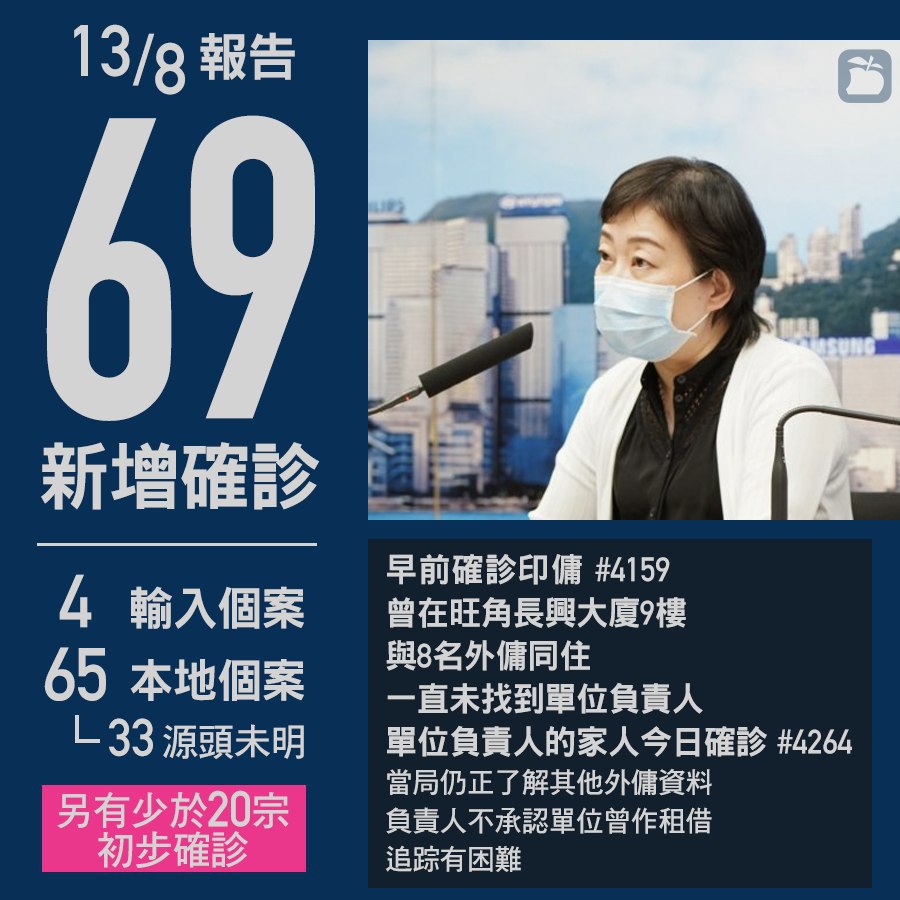 13/8 報告
69
新增確診
4 輸入個案
65 本地個案
33 源頭未明
另有少於20宗
初步確診
HYUNDAI
SAMSUNG
早前確診印傭 #4159
曾在旺角長興大廈9樓
與8名外傭同住
一直未找到單位負責人
單位負責人的家人今日確診 #4264
當局仍正了解其他外傭資料
負責人不承認單位曾作租借
追踪有困難